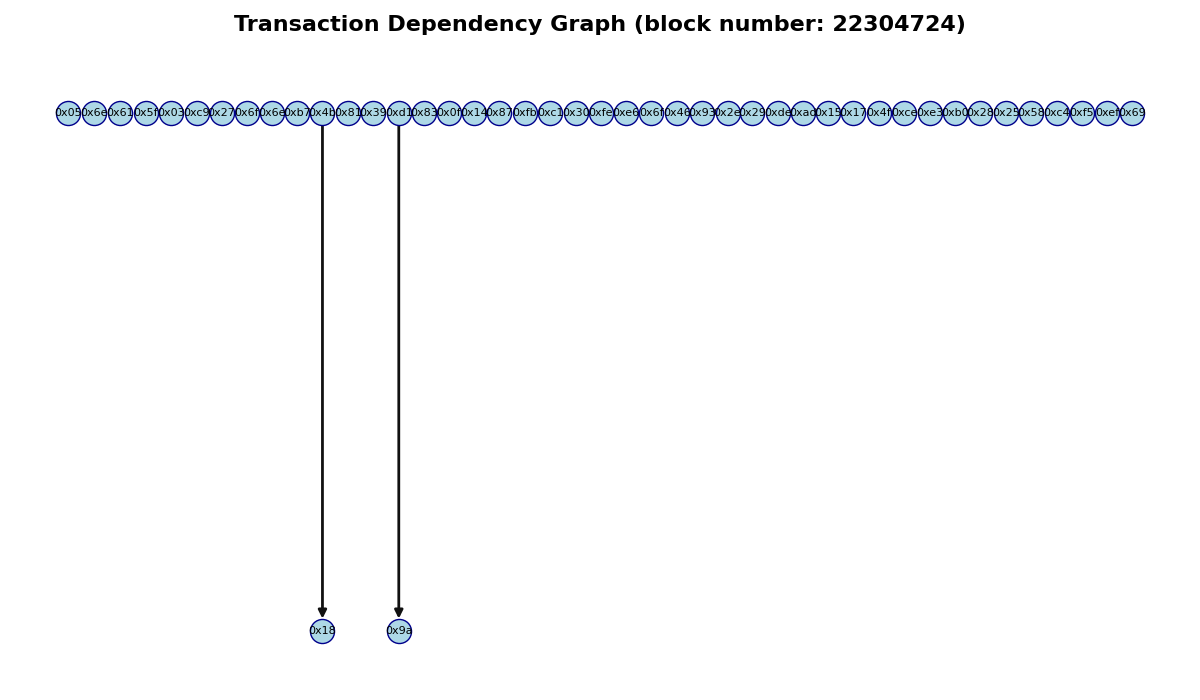 Transaction Dependency Graph (block number: 22304724)
0x05 0x6e 0x61 0x5f 0x03 0xc9 0x27 0x6f 0x6e 0xb7 0x4b 0x81 0x39 0xd1 0x83 0x0f 0x14 0x87 0xfb 0xc1 0x30 0xfe 0xe6 0x6f 0x46 0x93 0x2e 0x29 0xde 0xad 0x15 0x17 0x4f 0xce 0xe3 0xb0 0x28 0x25 0x58 0xc4 0xf5 0xef 0x69
0x18 0x9a